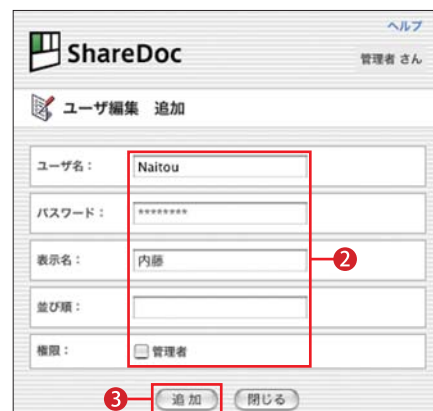 ヘルプ
ShareDoc
管理者 さん
ユーザ編集 追加
ユーザ名: Naitou
パスワード: ********
表示名: 内藤
❷
並び順:
権限: 管理者
❸ 追 加 閉じる